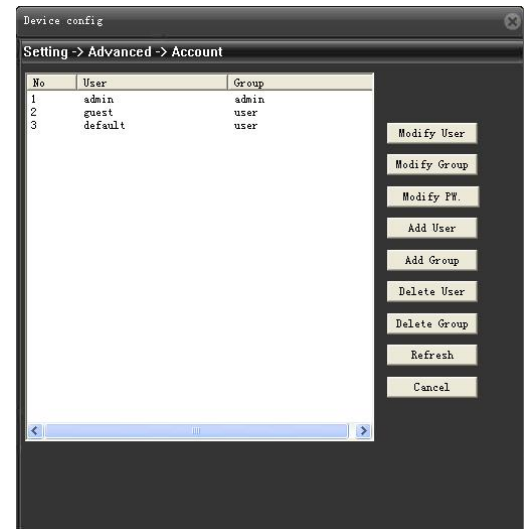 Device config
Setting -> Advanced -> Account
No User Group
1 admin admin
2 guest user
3 default user
Modify User
Modify Group
Modify PW.
Add User
Add Group
Delete User
Delete Group
Refresh
Cancel